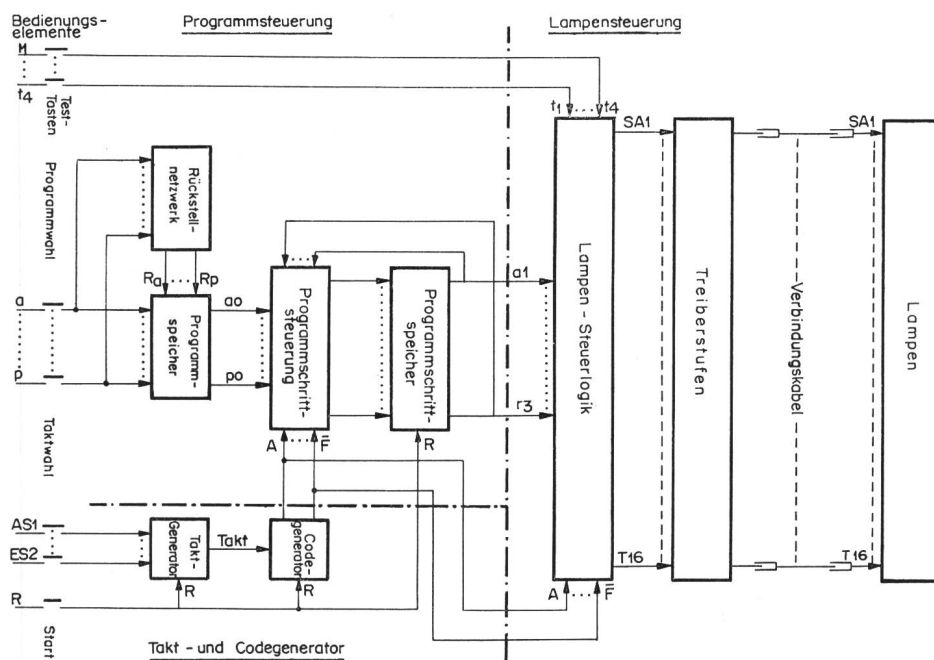 Bedienungs-
elemente
Programmsteuerung
Lampensteuerung
M
t4
Test-
Tasten
t1 t4
SA1
SA1
Programmwahl
Rückstell-
netzwerk
Ra Rp
a
p
Programm-
speicher
ao
po
Programmschritt-
steuerung
Programmschritt-
speicher
a1
r3
Lampen-Steuerlogik
Treiberstufen
Verbindungskabel
Lampen
Taktwahl
A F̅
R
AS1
ES2
Takt-
Generator
Takt
Code-
generator
T16
T16
R
R
R
A F̅
Start
Takt- und Codegenerator